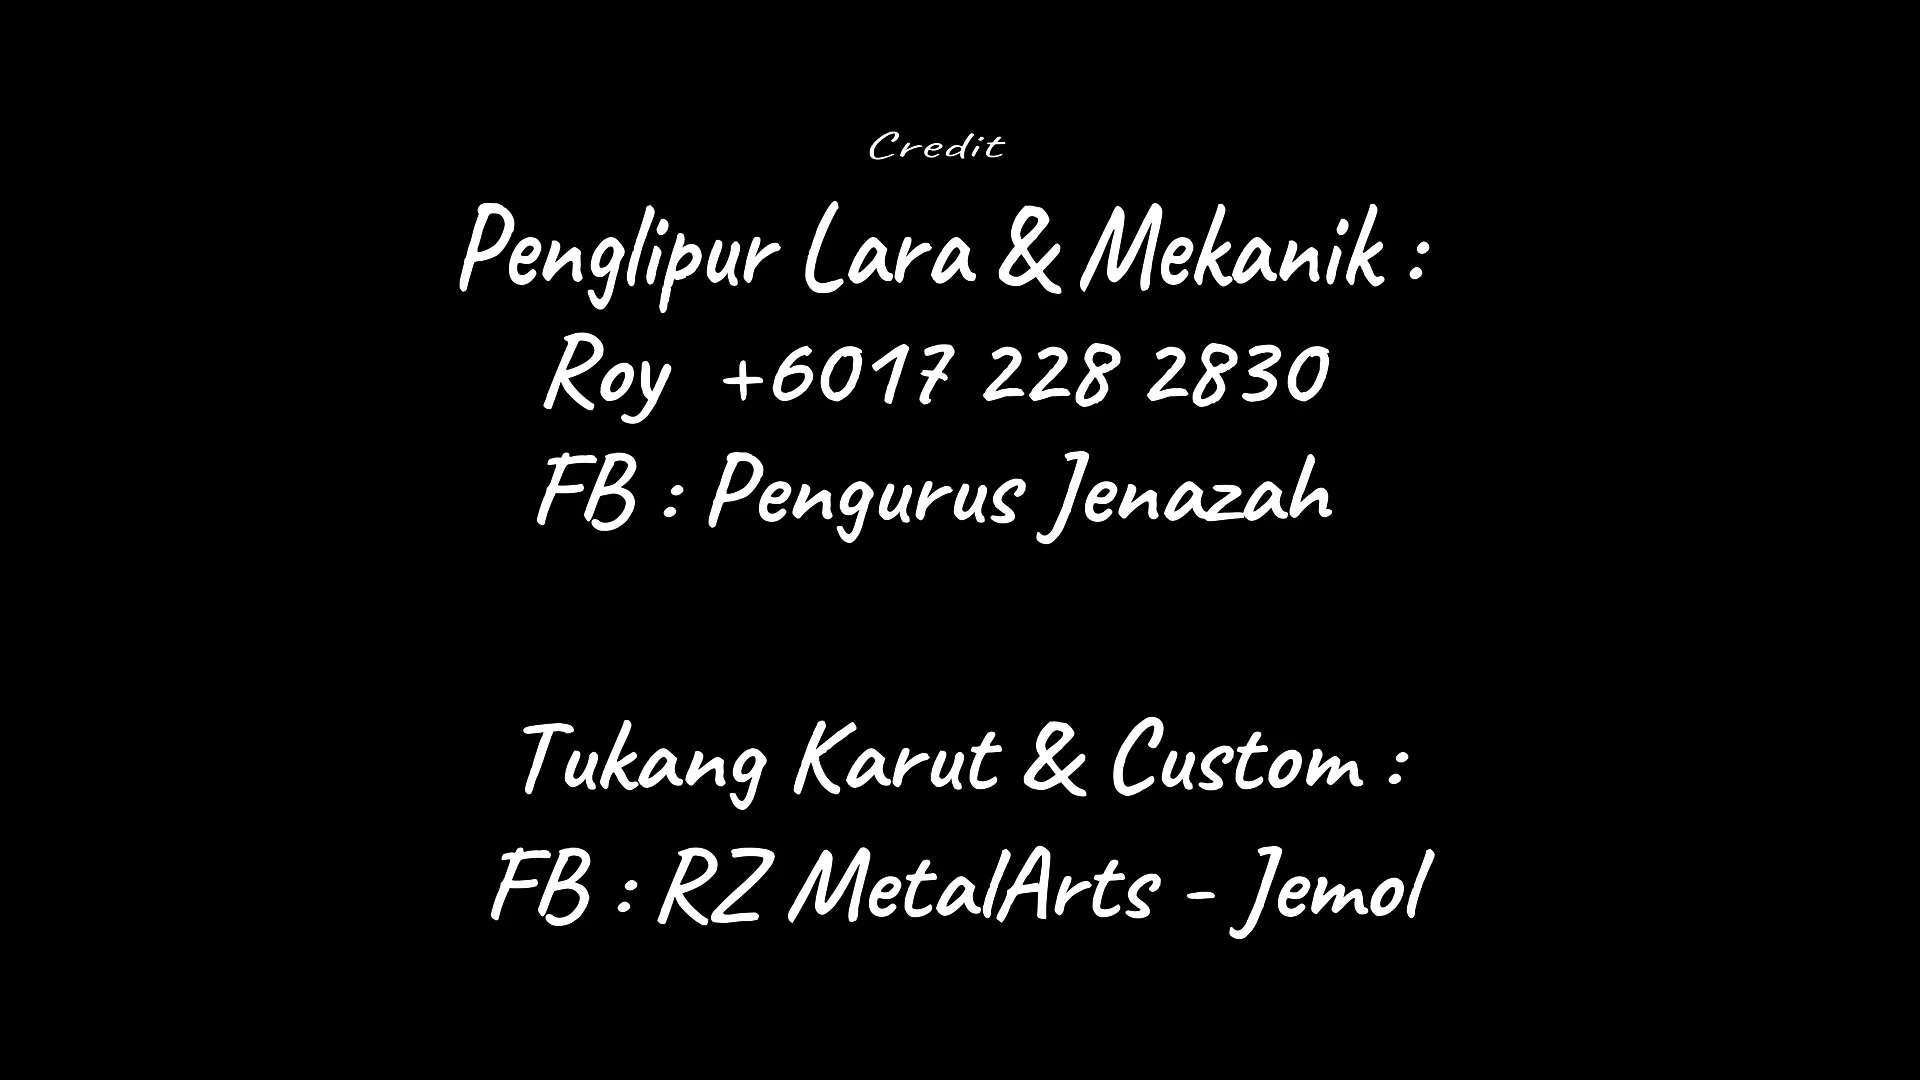 Credit
Penglipur Lara & Mekanik :
Roy +6017 228 2830
FB : Pengurus Jenazah
Tukang Karut & Custom :
FB : RZ MetalArts - Jemol